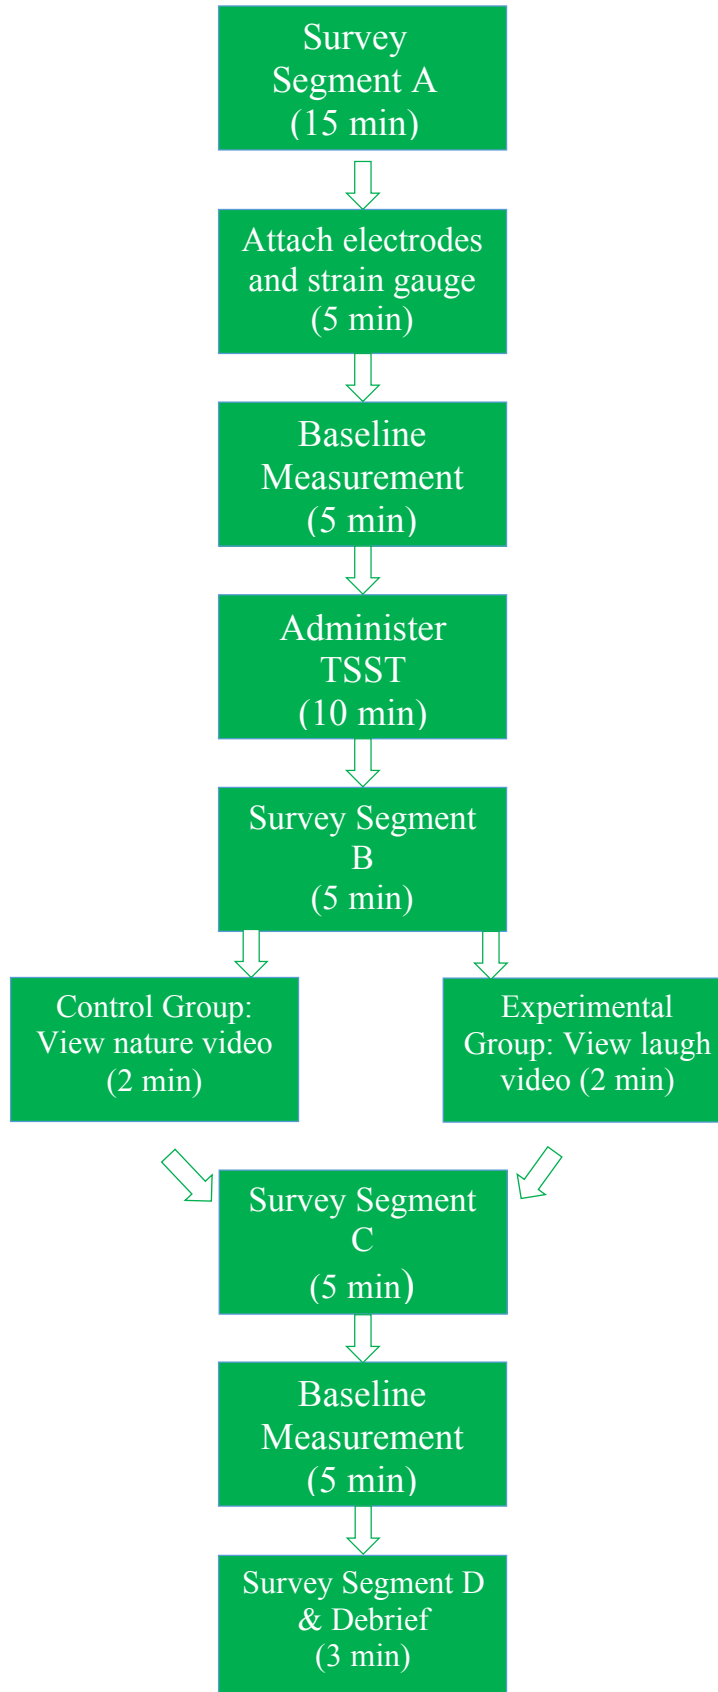 Survey
Segment A
(15 min)
Attach electrodes
and strain gauge
(5 min)
Baseline
Measurement
(5 min)
Administer
TSST
(10 min)
Survey Segment
B
(5 min)
Control Group:
View nature video
(2 min)
Experimental
Group: View laugh
video (2 min)
Survey Segment
C
(5 min)
Baseline
Measurement
(5 min)
Survey Segment D
& Debrief
(3 min)